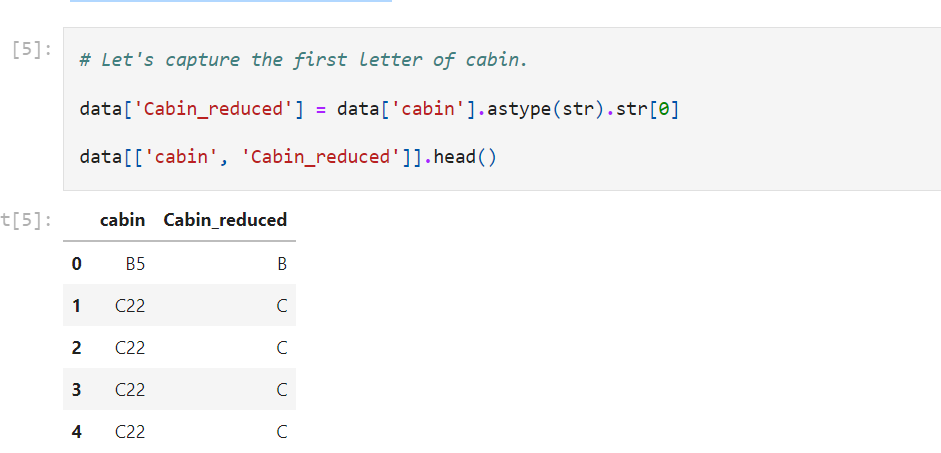 [5]:
# Let's capture the first letter of cabin.
data['Cabin_reduced'] = data['cabin'].astype(str).str[0]
data[['cabin', 'Cabin_reduced']].head()
t[5]:
cabin Cabin_reduced
0 B5 B
1 C22 C
2 C22 C
3 C22 C
4 C22 C